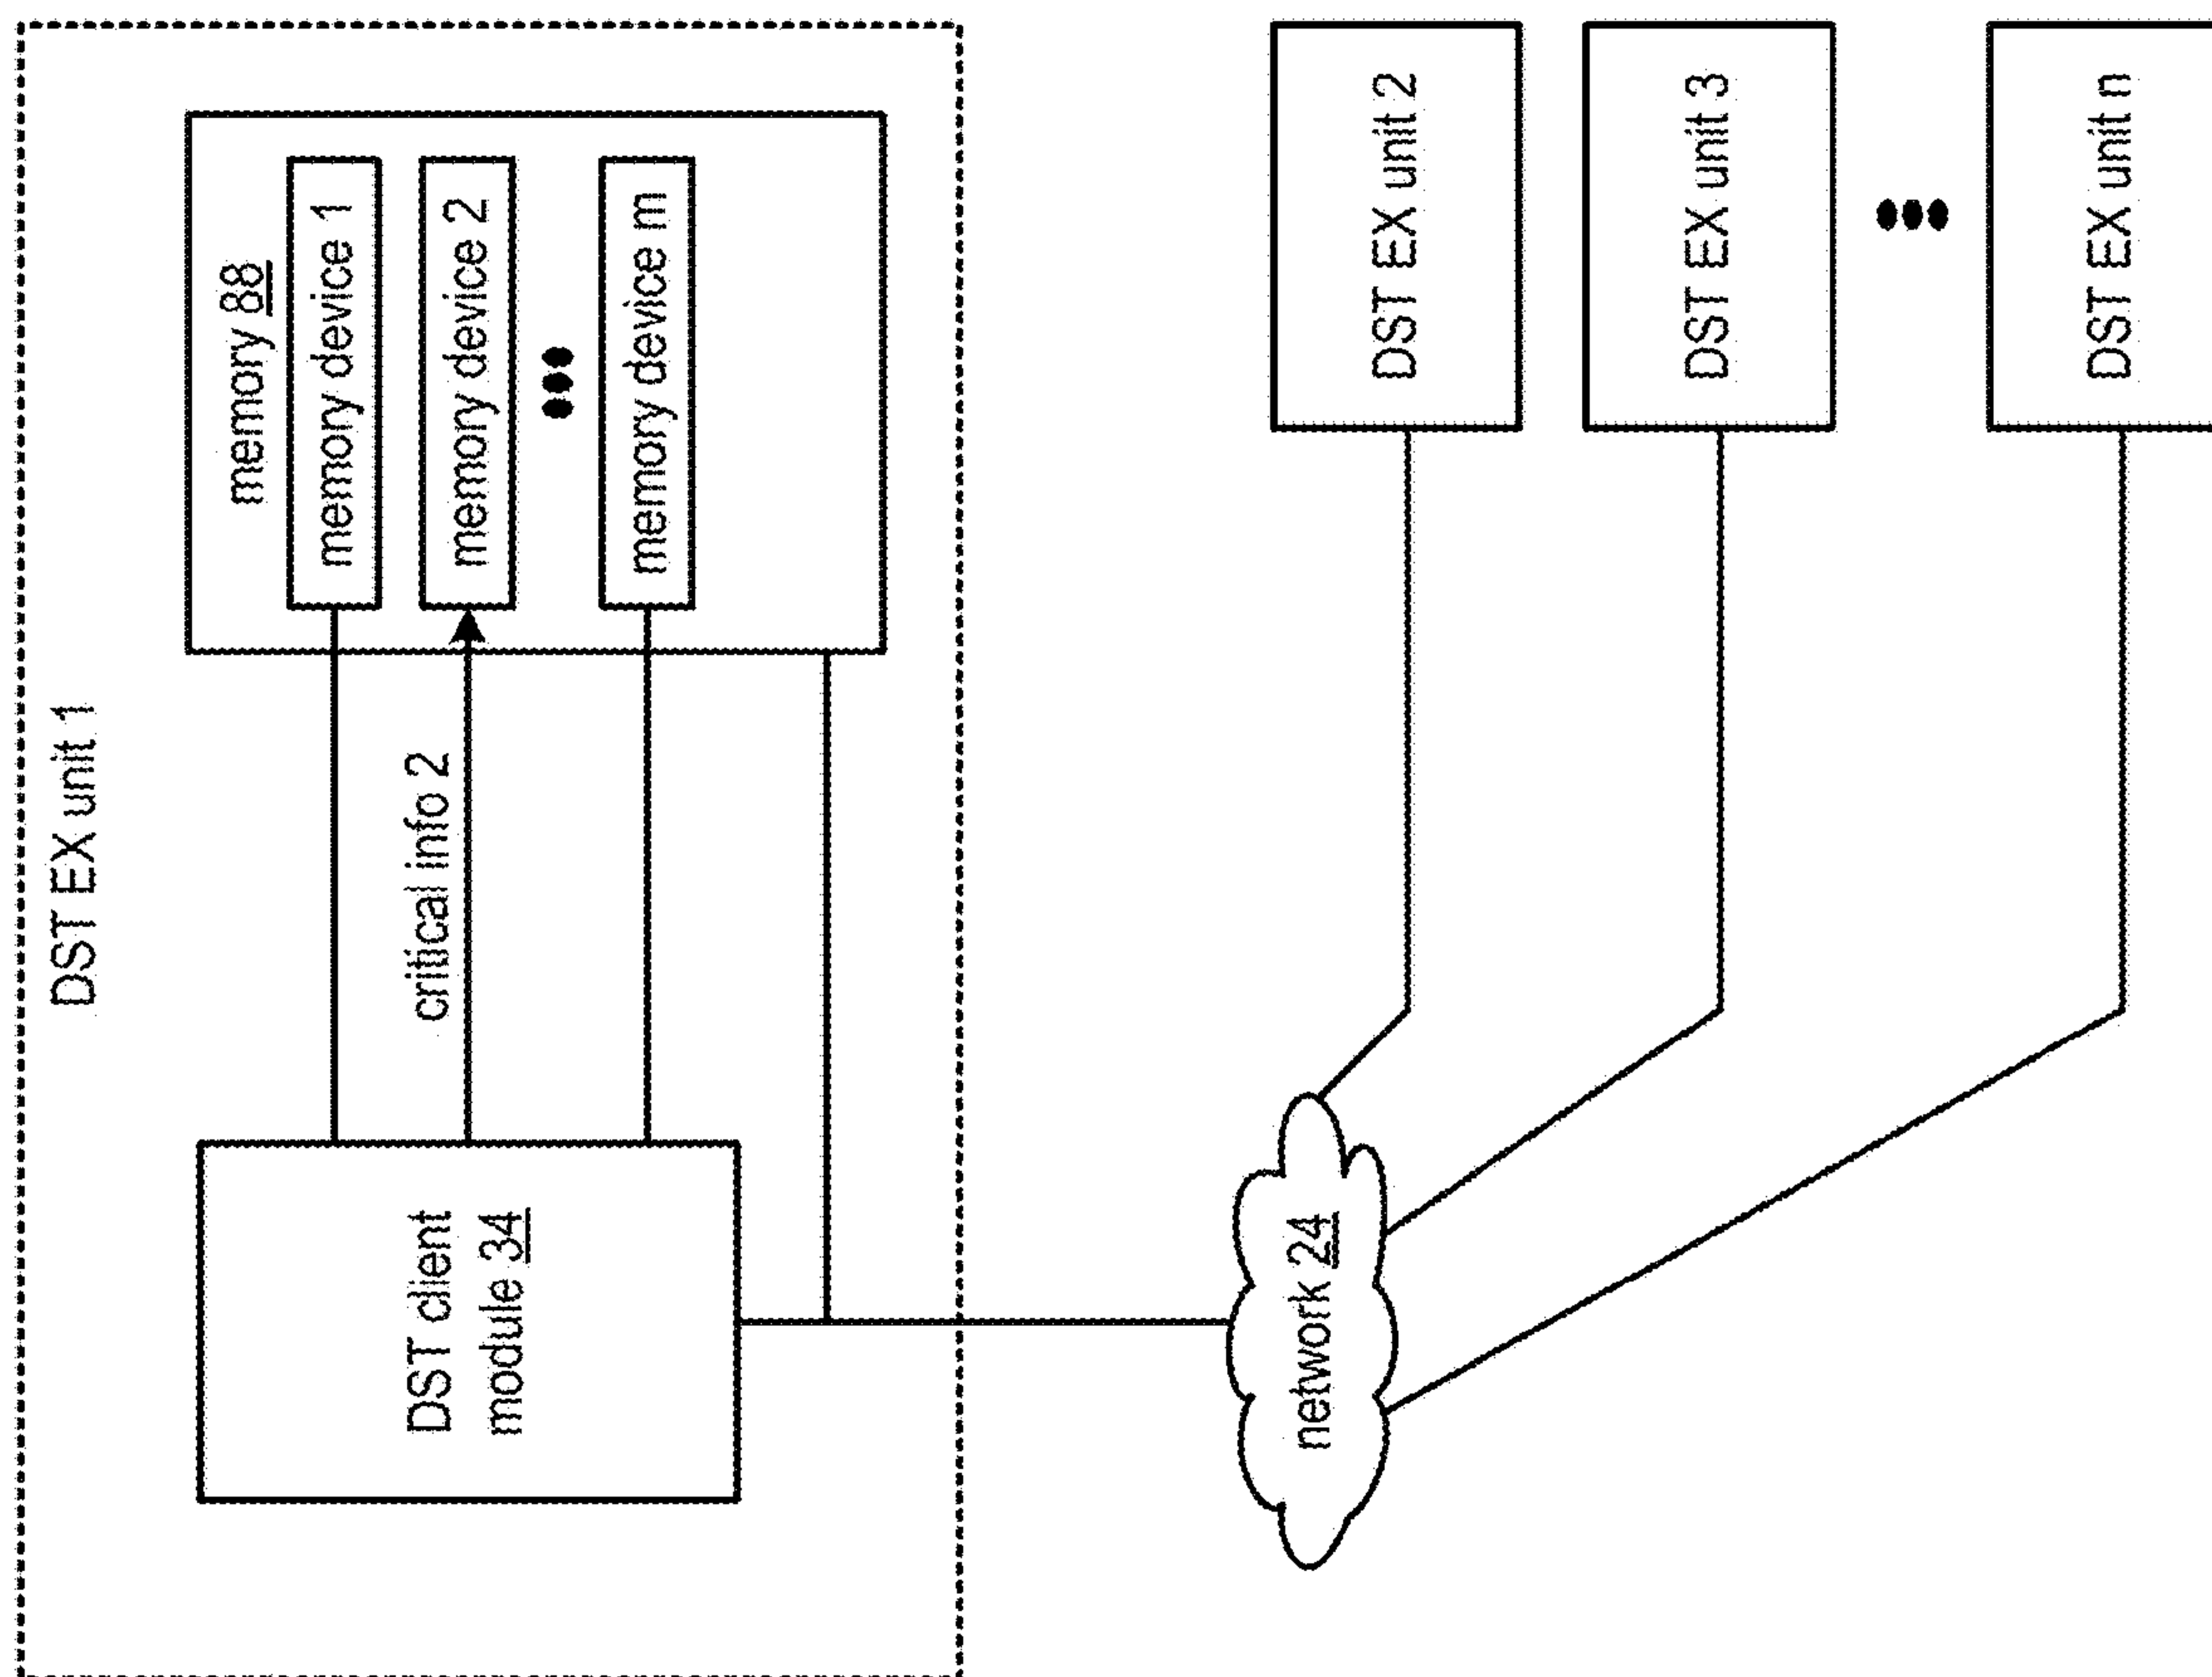 DST EX unit 1
DST client
module 34
critical info 2
memory 88
memory device 1
memory device 2
memory device m
network 24
DST EX unit 2
DST EX unit 3
DST EX unit n